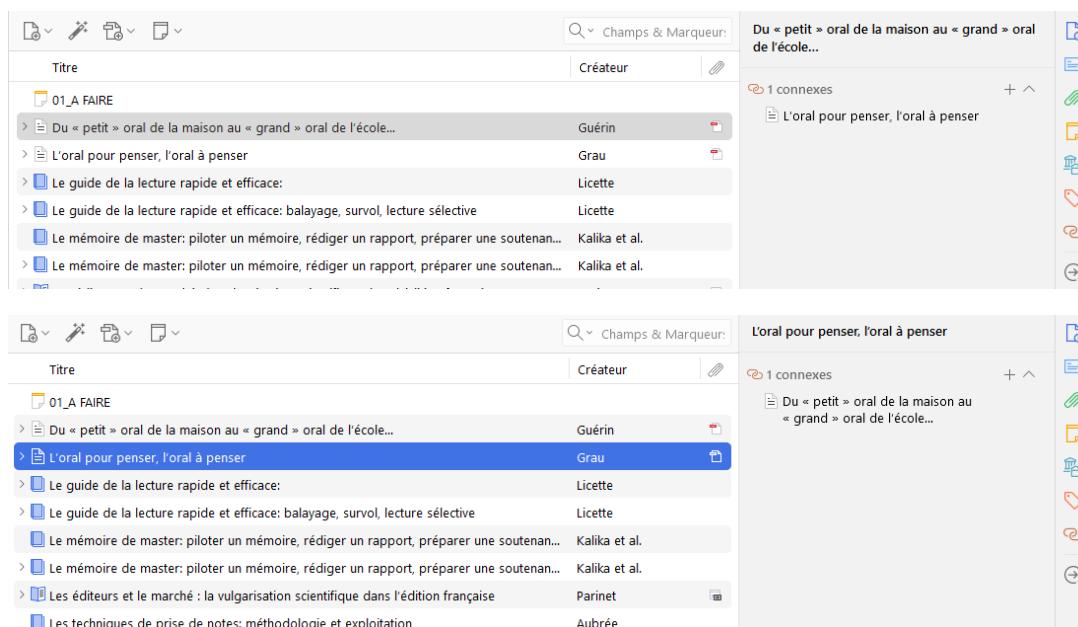 Champs & Marqueurs
Du « petit » oral de la maison au « grand » oral
de l'école...
Titre Créateur
1 connexes
01_A FAIRE
L'oral pour penser, l'oral à penser
Du « petit » oral de la maison au « grand » oral de l'école... Guérin
L'oral pour penser, l'oral à penser Grau
Le guide de la lecture rapide et efficace: Licette
Le guide de la lecture rapide et efficace: balayage, survol, lecture sélective Licette
Le mémoire de master: piloter un mémoire, rédiger un rapport, préparer une soutenan... Kalika et al.
Le mémoire de master: piloter un mémoire, rédiger un rapport, préparer une soutenan... Kalika et al.
Champs & Marqueurs
L'oral pour penser, l'oral à penser
Titre Créateur
1 connexes
01_A FAIRE
Du « petit » oral de la maison au
« grand » oral de l'école...
Du « petit » oral de la maison au « grand » oral de l'école... Guérin
L'oral pour penser, l'oral à penser Grau
Le guide de la lecture rapide et efficace: Licette
Le guide de la lecture rapide et efficace: balayage, survol, lecture sélective Licette
Le mémoire de master: piloter un mémoire, rédiger un rapport, préparer une soutenan... Kalika et al.
Le mémoire de master: piloter un mémoire, rédiger un rapport, préparer une soutenan... Kalika et al.
Les éditeurs et le marché : la vulgarisation scientifique dans l'édition française Parinet
Les techniques de prise de notes: méthodologie et exploitation Aubrée